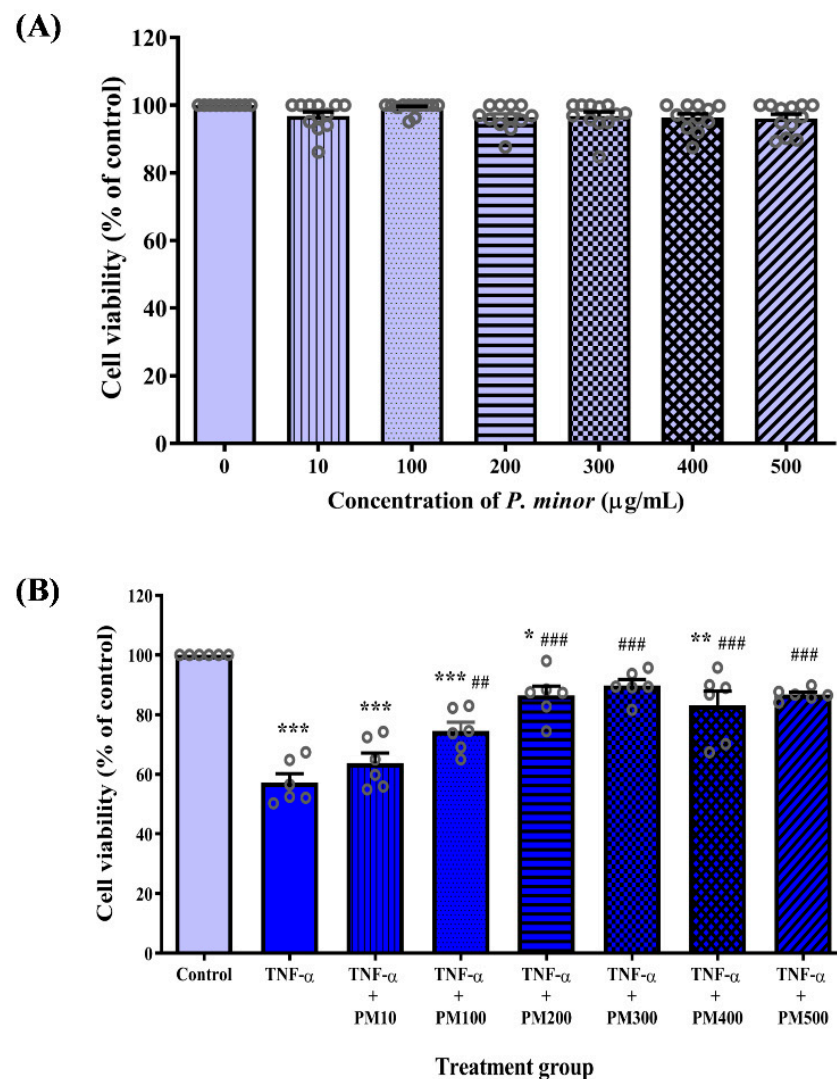 (A)
120
100
80
60
40
20
0
Cell viability (% of control)
0 10 100 200 300 400 500
Concentration of P. minor (µg/mL)
(B)
120
100
80
60
40
20
0
Cell viability (% of control)
*** *** *** ## * ### ### ** ### ###
Control TNF-α TNF-α TNF-α TNF-α TNF-α TNF-α TNF-α
+ + + + + +
PM10 PM100 PM200 PM300 PM400 PM500
Treatment group